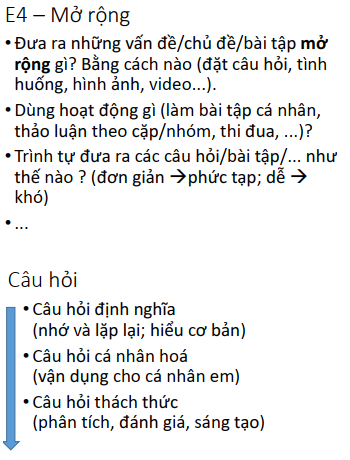 E4 – Mở rộng
• Đưa ra những vấn đề/chủ đề/bài tập mở
rộng gì? Bằng cách nào (đặt câu hỏi, tình
huống, hình ảnh, video...).
• Dùng hoạt động gì (làm bài tập cá nhân,
thảo luận theo cặp/nhóm, thi đua, ...)?
• Trình tự đưa ra các câu hỏi/bài tập/... như
thế nào ? (đơn giản →phức tạp; dễ →
khó)
• ...
Câu hỏi
• Câu hỏi định nghĩa
(nhớ và lặp lại; hiểu cơ bản)
• Câu hỏi cá nhân hoá
(vận dụng cho cá nhân em)
• Câu hỏi thách thức
(phân tích, đánh giá, sáng tạo)